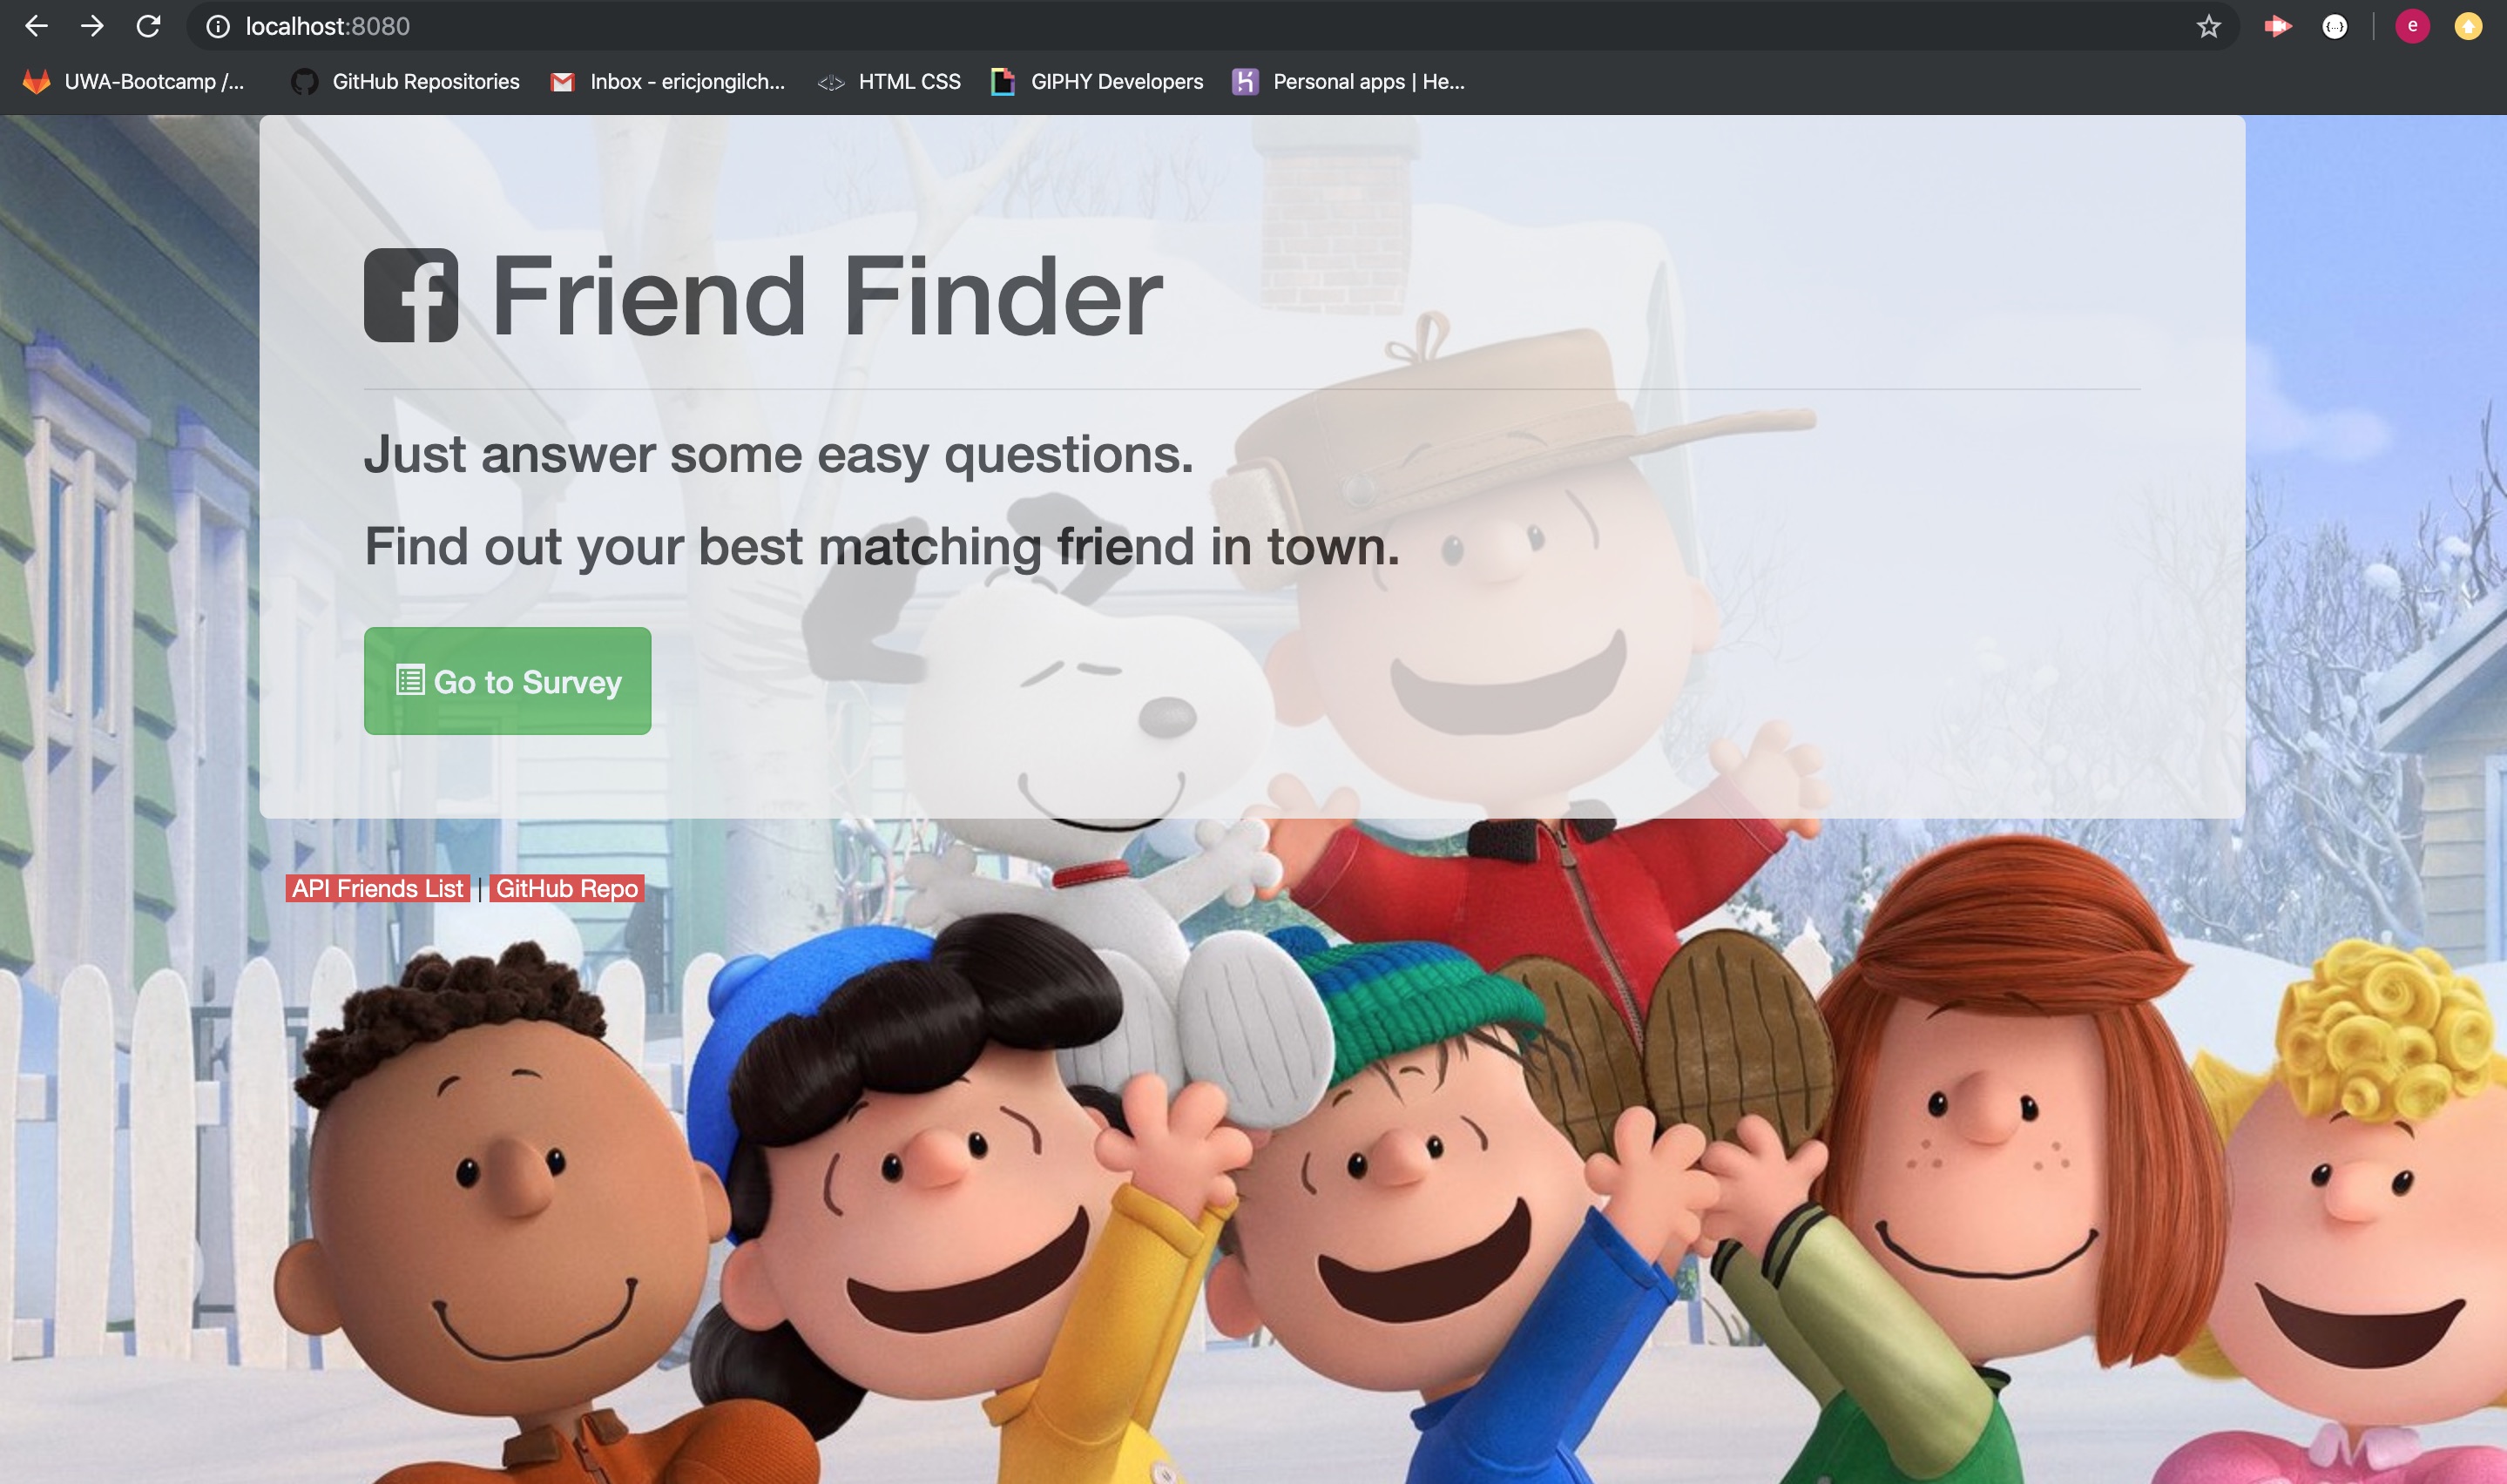 localhost:8080
e
UWA-Bootcamp /... GitHub Repositories Inbox - ericjongilch... HTML CSS GIPHY Developers Personal apps | He...
Friend Finder
Just answer some easy questions.
Find out your best matching friend in town.
Go to Survey
API Friends List | GitHub Repo